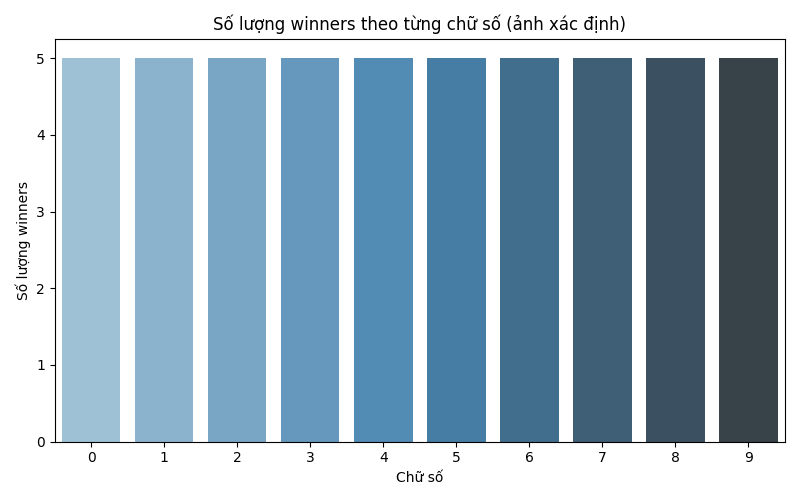 Số lượng winners theo từng chữ số (ảnh xác định)
5
4
3
2
1
0
Số lượng winners
0 1 2 3 4 5 6 7 8 9
Chữ số